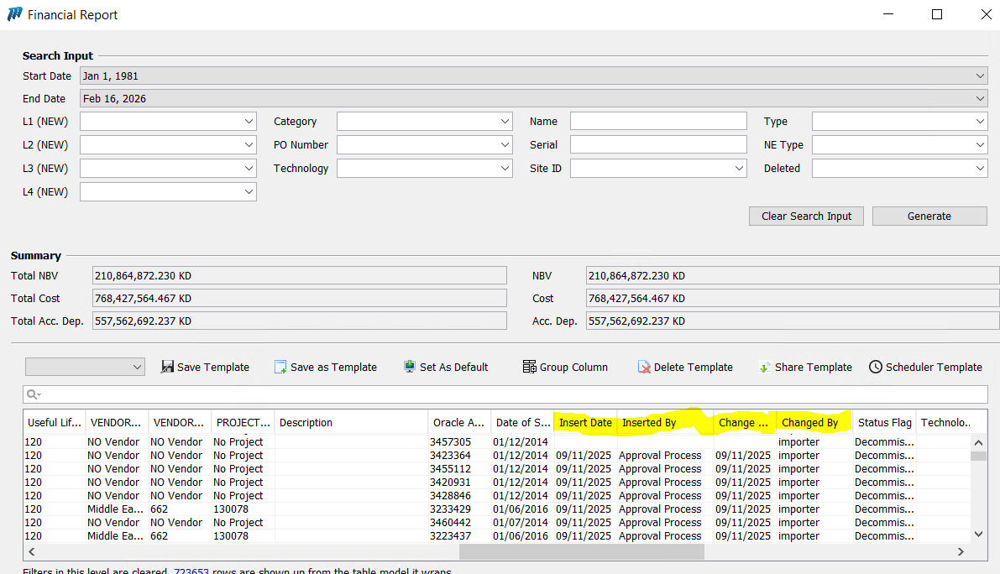 Financial Report
Search Input
Start Date Jan 1, 1981
End Date Feb 16, 2026
L1 (NEW) Category Name Type
L2 (NEW) PO Number Serial NE Type
L3 (NEW) Technology Site ID Deleted
L4 (NEW)
Clear Search Input Generate
Summary
Total NBV 210,864,872.230 KD NBV 210,864,872.230 KD
Total Cost 768,427,564.467 KD Cost 768,427,564.467 KD
Total Acc. Dep. 557,562,692.237 KD Acc. Dep. 557,562,692.237 KD
Save Template Save as Template Set As Default Group Column Delete Template Share Template Scheduler Template
Useful Lif... VENDOR... VENDOR... PROJECT... Description Oracle A... Date of S... Insert Date Inserted By Change ... Changed By Status Flag Technolo..
120 NO Vendor NO Vendor No Project 3457305 01/12/2014 importer Decommis...
120 NO Vendor NO Vendor No Project 3423364 01/12/2014 09/11/2025 Approval Process 09/11/2025 importer Decommis...
120 NO Vendor NO Vendor No Project 3455112 01/12/2014 09/11/2025 Approval Process 09/11/2025 importer Decommis...
120 NO Vendor NO Vendor No Project 3420931 01/12/2014 09/11/2025 Approval Process 09/11/2025 importer Decommis...
120 NO Vendor NO Vendor No Project 3428846 01/12/2014 09/11/2025 Approval Process 09/11/2025 importer Decommis...
120 Middle Ea... 662 130078 3233429 01/06/2016 09/11/2025 Approval Process 09/11/2025 importer Decommis...
120 NO Vendor NO Vendor No Project 3460442 01/07/2014 09/11/2025 Approval Process 09/11/2025 importer Decommis...
120 Middle Ea... 662 130078 3223437 01/06/2016 09/11/2025 Approval Process 09/11/2025 importer Decommis...
Filters in this level are cleared. 723653 rows are shown up from the table model it wraps.